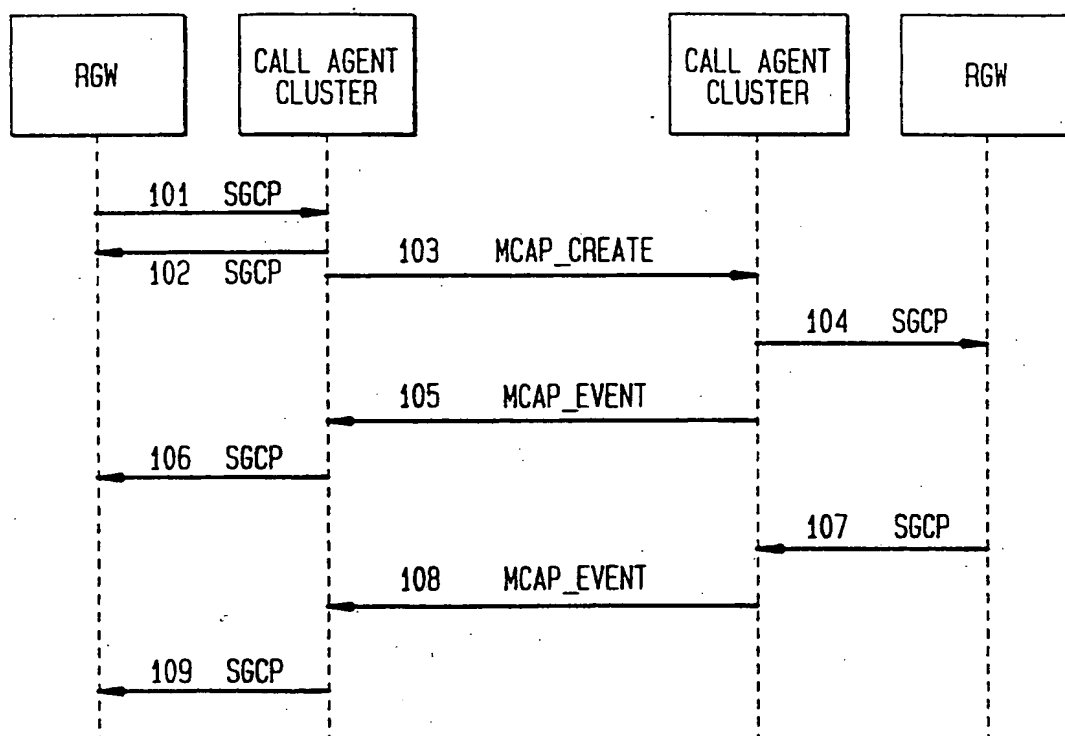 RGW
CALL AGENT
CLUSTER
CALL AGENT
CLUSTER
RGW
101 SGCP
102 SGCP
103 MCAP_CREATE
104 SGCP
105 MCAP_EVENT
106 SGCP
107 SGCP
108 MCAP_EVENT
109 SGCP